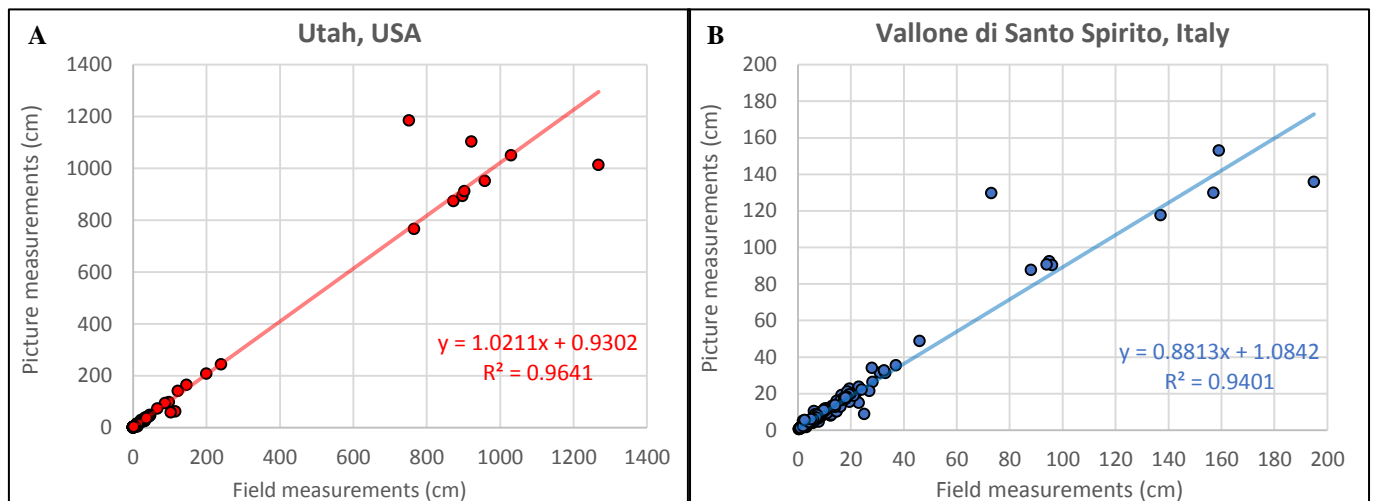 A
Utah, USA
Picture measurements (cm)
1400
1200
1000
800
600
400
200
0
y = 1.0211x + 0.9302
R² = 0.9641
0 200 400 600 800 1000 1200 1400
Field measurements (cm)
B
Vallone di Santo Spirito, Italy
Picture measurements (cm)
200
180
160
140
120
100
80
60
40
20
0
y = 0.8813x + 1.0842
R² = 0.9401
0 20 40 60 80 100 120 140 160 180 200
Field measurements (cm)